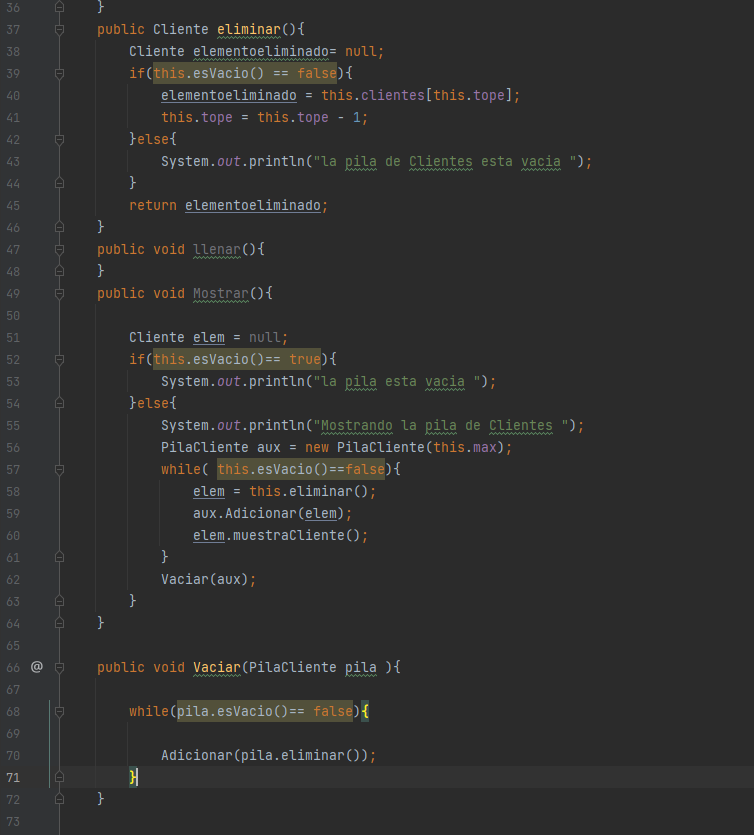 36 }
37 public Cliente eliminar(){
38 Cliente elementoeliminado= null;
39 if(this.esVacio() == false){
40 elementoeliminado = this.clientes[this.tope];
41 this.tope = this.tope - 1;
42 }else{
43 System.out.println("la pila de Clientes esta vacia ");
44 }
45 return elementoeliminado;
46 }
47 public void llenar(){
48 }
49 public void Mostrar(){
50
51 Cliente elem = null;
52 if(this.esVacio()== true){
53 System.out.println("la pila esta vacia ");
54 }else{
55 System.out.println("Mostrando la pila de Clientes ");
56 PilaCliente aux = new PilaCliente(this.max);
57 while( this.esVacio()==false){
58 elem = this.eliminar();
59 aux.Adicionar(elem);
60 elem.muestraCliente();
61 }
62 Vaciar(aux);
63 }
64 }
65
66 @ public void Vaciar(PilaCliente pila ){
67
68 while(pila.esVacio()== false){
69
70 Adicionar(pila.eliminar());
71 }
72 }
73